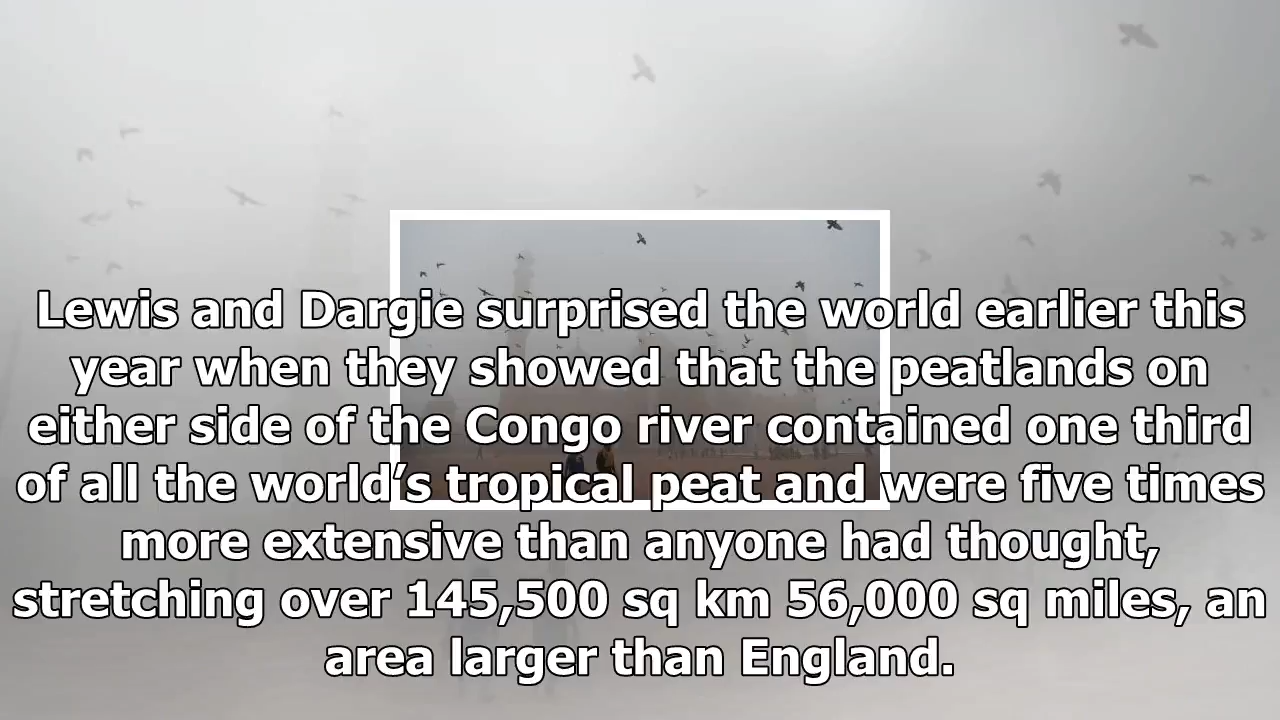 Lewis and Dargie surprised the world earlier this
year when they showed that the peatlands on
either side of the Congo river contained one third
of all the world’s tropical peat and were five times
more extensive than anyone had thought,
stretching over 145,500 sq km 56,000 sq miles, an
area larger than England.